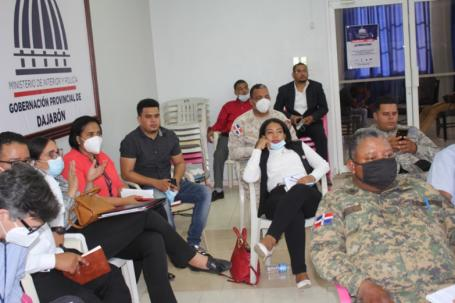 MINISTERIO DE INTERIOR Y POLICÍA
GOBERNACIÓN PROVINCIAL DE
DAJABÓN